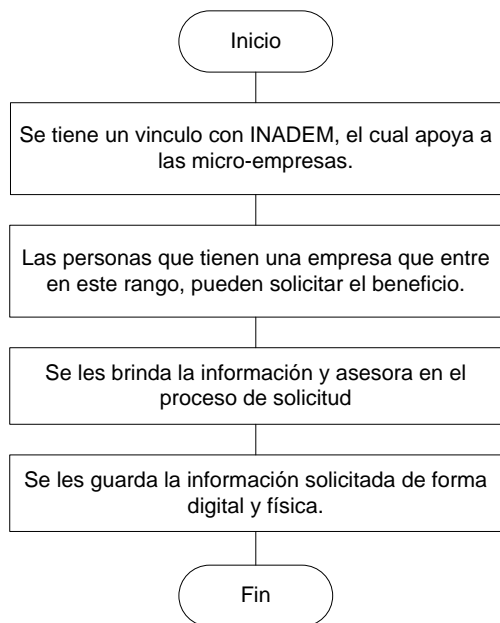 Inicio
Se tiene un vinculo con INADEM, el cual apoya a
las micro-empresas.
Las personas que tienen una empresa que entre
en este rango, pueden solicitar el beneficio.
Se les brinda la información y asesora en el
proceso de solicitud
Se les guarda la información solicitada de forma
digital y física.
Fin